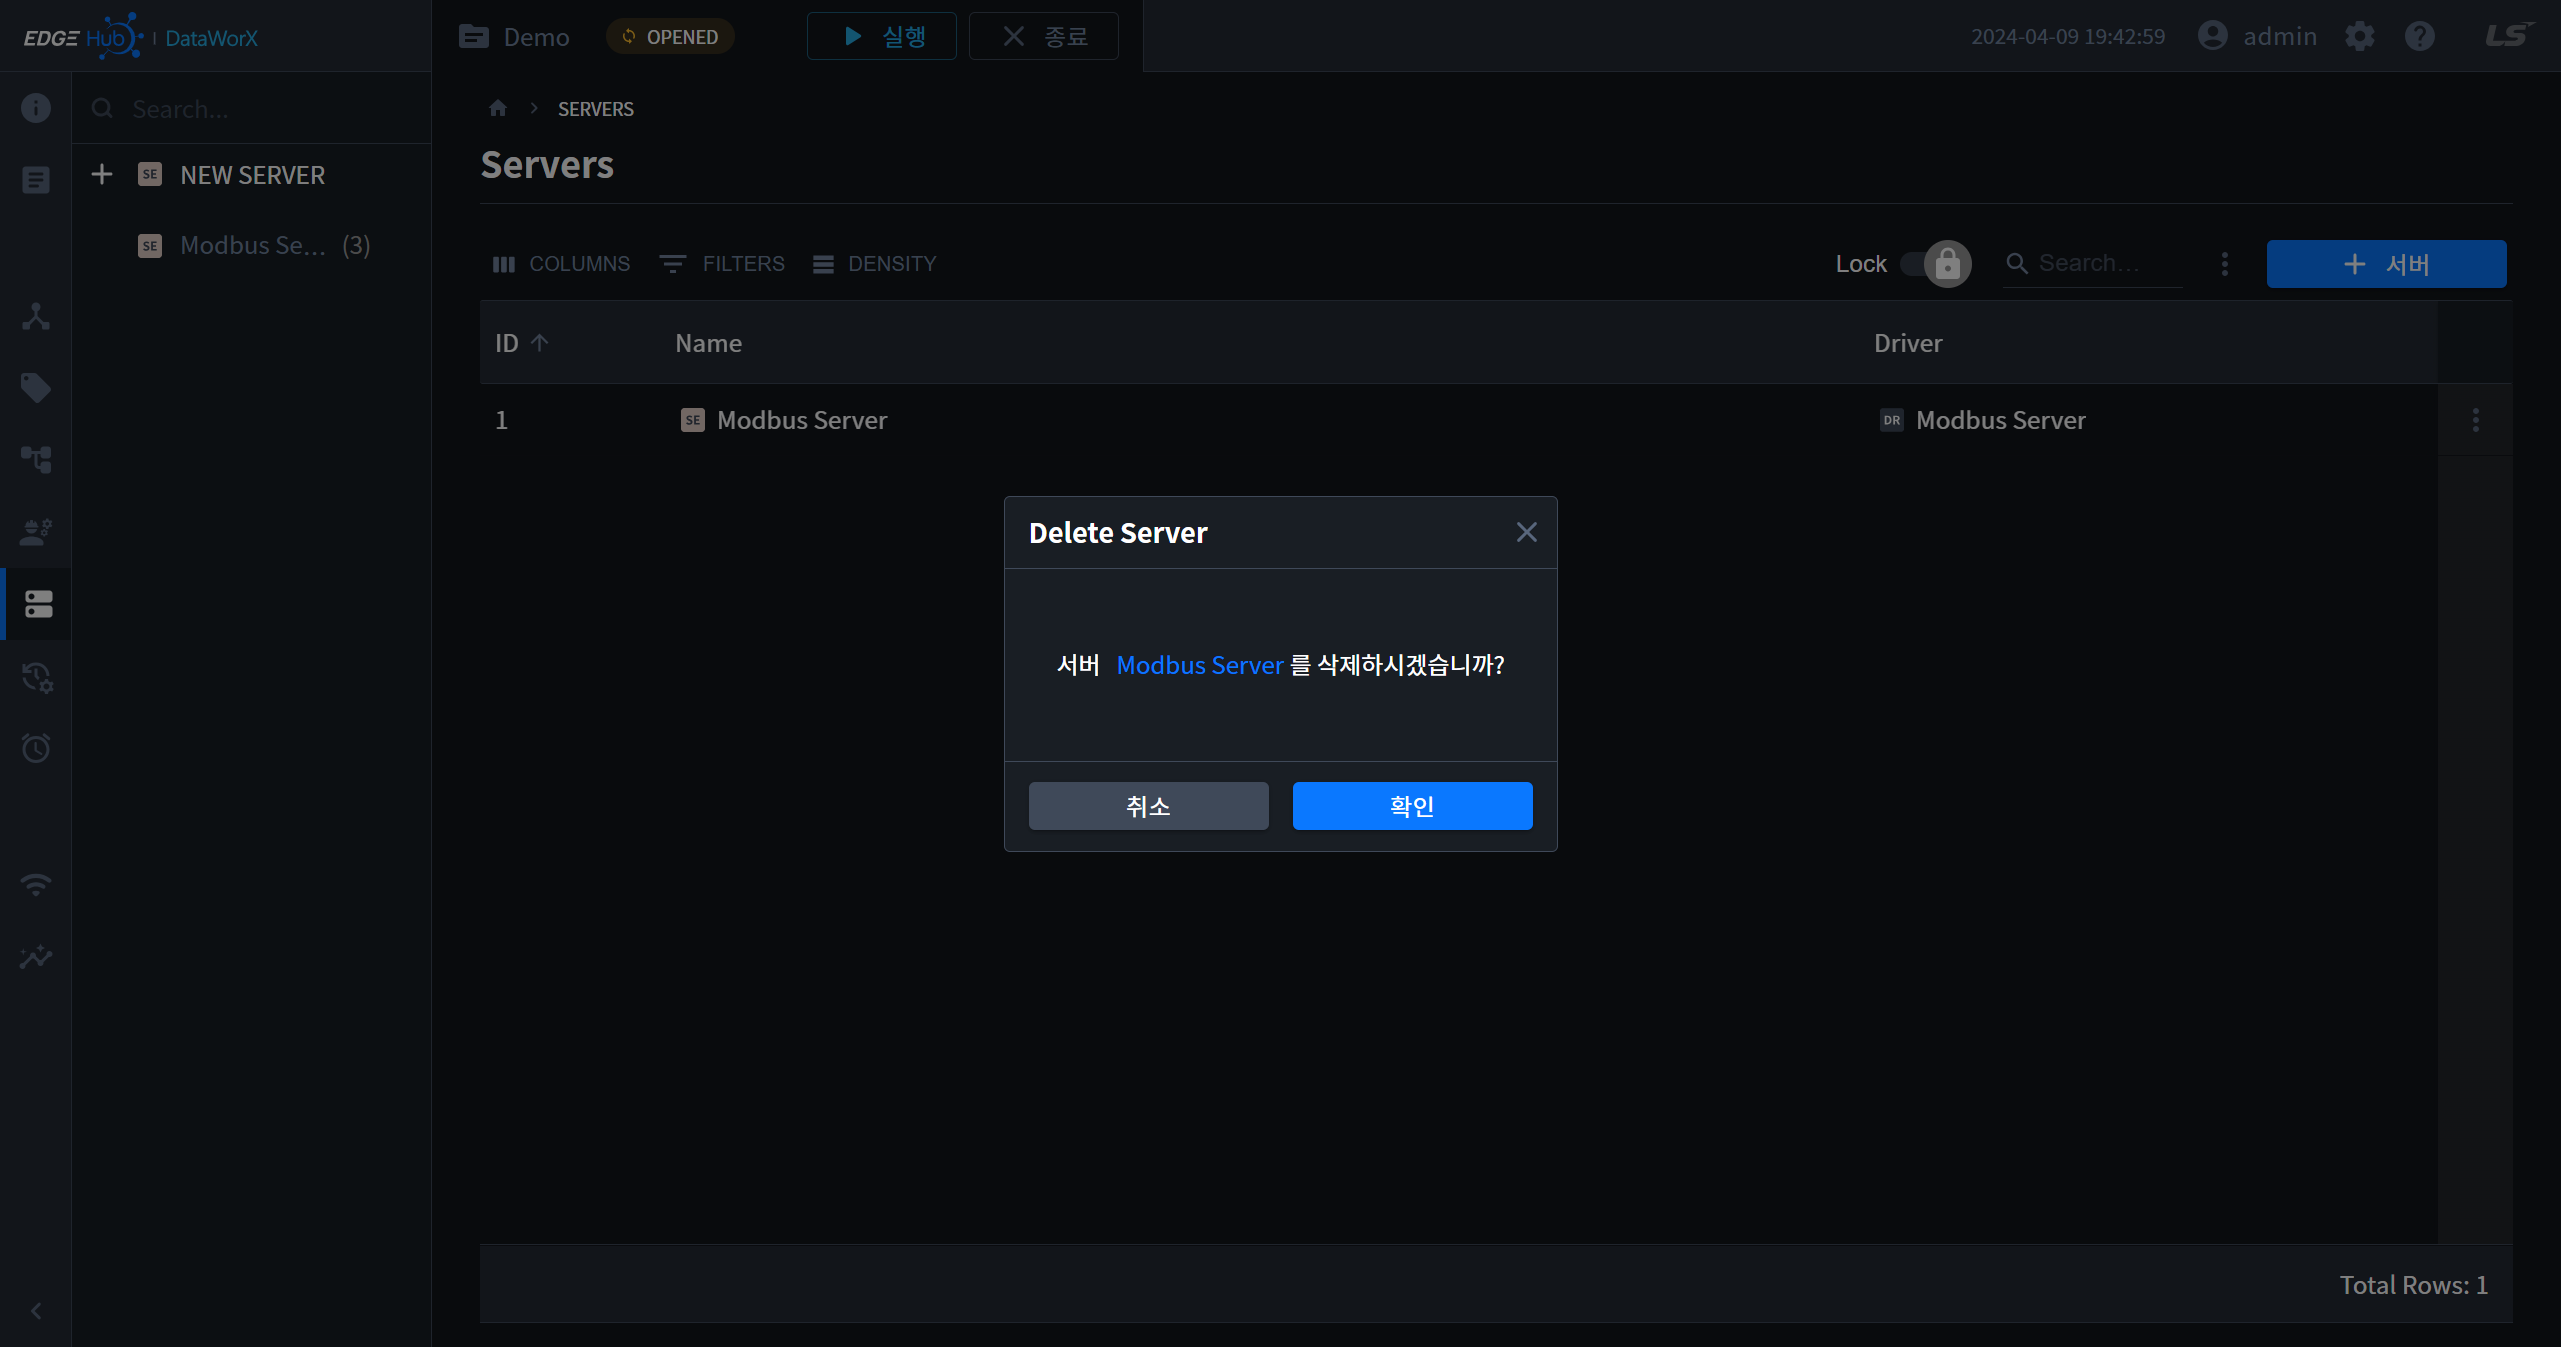 EDGE Hub | DataWorX
Demo
OPENED
실행
종료
2024-04-09 19:42:59
admin
LS
Search...
SERVERS
NEW SERVER
Servers
Modbus Se... (3)
COLUMNS
FILTERS
DENSITY
Lock
Search...
서버
ID
Name
Driver
1
SE
Modbus Server
DR
Modbus Server
Delete Server
서버 Modbus Server 를 삭제하시겠습니까?
취소
확인
Total Rows: 1